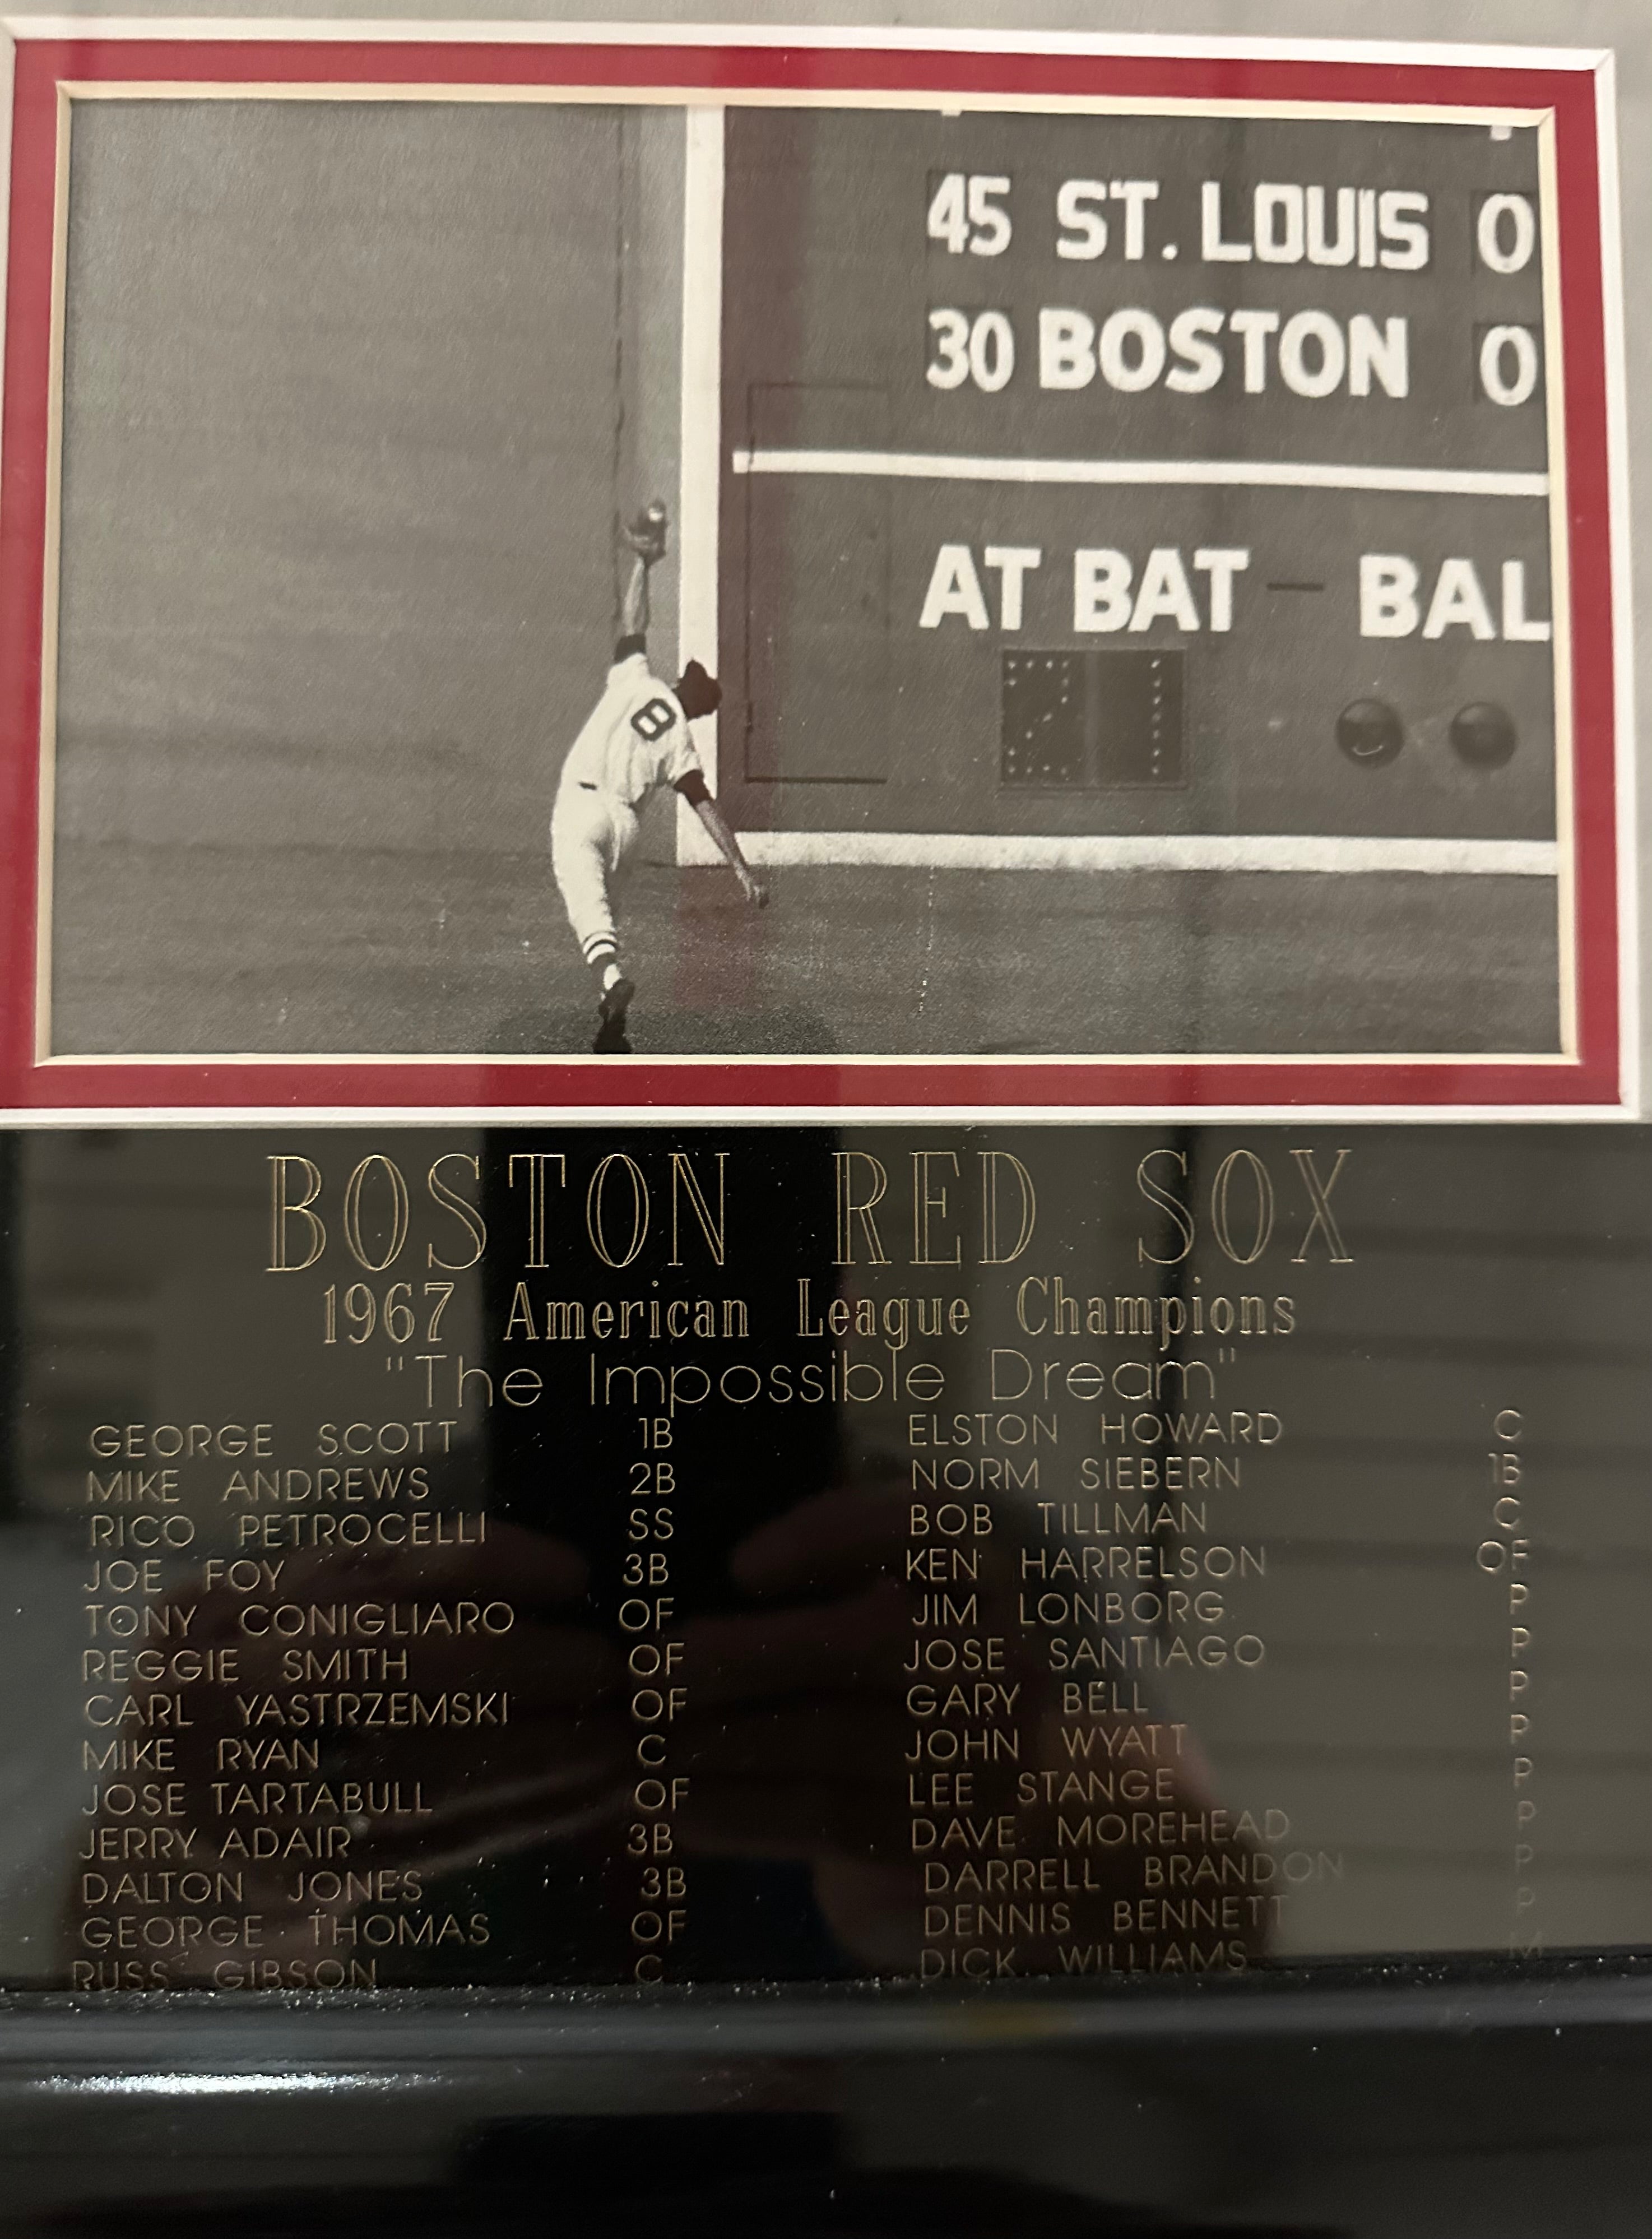 45 ST. LOUIS 0
30 BOSTON 0
AT BAT - BAL
21
8
BOSTON RED SOX
1967 American League Champions
"The Impossible Dream"
GEORGE SCOTT 1B ELSTON HOWARD C
MIKE ANDREWS 2B NORM SIEBERN 1B
RICO PETROCELLI SS BOB TILLMAN C
JOE FOY 3B KEN HARRELSON OF
TONY CONIGLIARO OF JIM LONBORG P
REGGIE SMITH OF JOSE SANTIAGO P
CARL YASTRZEMSKI OF GARY BELL P
MIKE RYAN C JOHN WYATT P
JOSE TARTABULL OF LEE STANGE P
JERRY ADAIR 3B DAVE MOREHEAD P
DALTON JONES 3B DARRELL BRANDON P
GEORGE THOMAS OF DENNIS BENNETT P
RUSS GIBSON C DICK WILLIAMS M